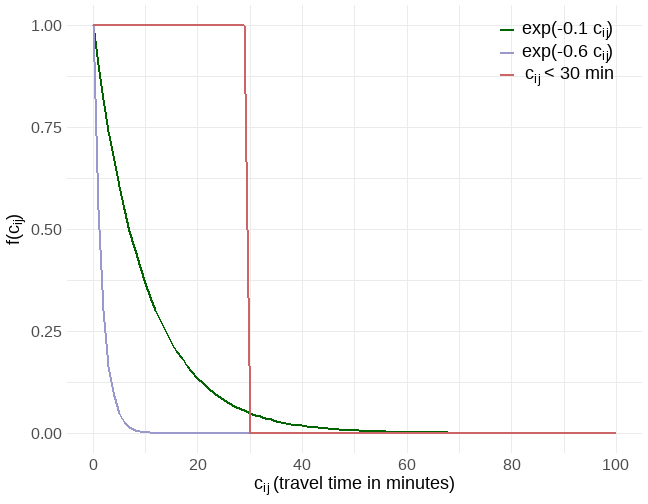 exp(-0.1 cij)
exp(-0.6 cij)
cij < 30 min
1.00
0.75
0.50
0.25
0.00
f(cij)
0 20 40 60 80 100
cij (travel time in minutes)